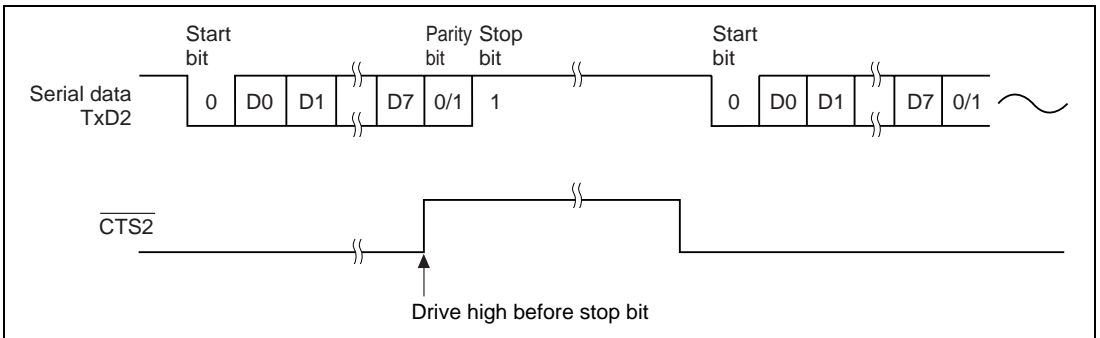 Start bit Parity bit Stop bit Start bit
Serial data TxD2
0 D0 D1 D7 0/1 1 0 D0 D1 D7 0/1
CTS2
Drive high before stop bit